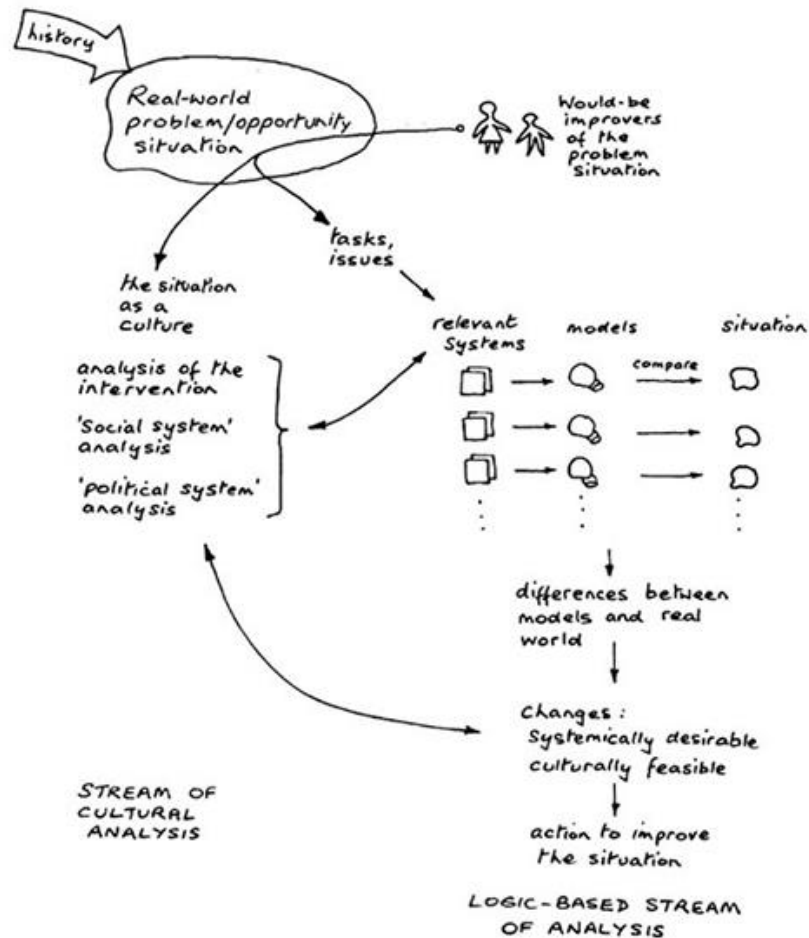 history
Real-world
problem/opportunity
situation
Would-be
improvers
of the
problem
situation
tasks,
issues
the situation
as a
culture
analysis of the
intervention
'Social system'
analysis
'political system'
analysis
relevant
Systems
models
situation
compare
differences between
models and real
world
Changes:
Systemically desirable
culturally feasible
action to improve
the situation
STREAM OF
CULTURAL
ANALYSIS
LOGIC-BASED STREAM
OF ANALYSIS